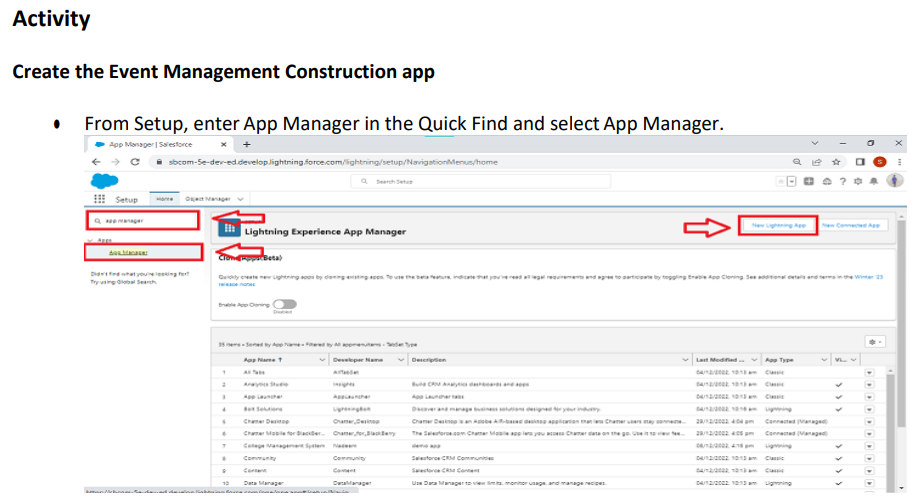 Activity
Create the Event Management Construction app
• From Setup, enter App Manager in the Quick Find and select App Manager.
App Manager | Salesforce
sbcom-5e-dev-ed.develop.lightning.force.com/lightning/setup/NavigationMenus/home
Search Setup
Setup Home Object Manager
app manager
Apps
App Manager
Didn't find what you're looking for?
Try using Global Search.
Lightning Experience App Manager
New Lightning App New Connected App
Quickly create new Lightning apps by cloning existing apps. To use the beta feature, indicate that you've read all legal requirements and agree to participate by toggling Enable App Cloning. See additional details and terms in the Winter '23
release notes.
Enable App Cloning
Disabled
35 items • Sorted by App Name • Filtered by All appmenuitems - TabSet Type
App Name ↑ Developer Name Description Last Modified ... App Type Vi...
1 All Tabs AllTabSet 04/12/2022, 10:13 am Classic
2 Analytics Studio Insights Build CRM Analytics dashboards and apps 04/12/2022, 10:13 am Classic
3 App Launcher AppLauncher App Launcher tabs 04/12/2022, 10:13 am Classic
4 Bolt Solutions LightningBolt Discover and manage business solutions designed for your industry. 04/12/2022, 10:16 am Lightning
5 Chatter Desktop Chatter_Desktop Chatter Desktop is an Adobe AIR-based desktop application that lets Chatter users stay connecte... 28/12/2022, 4:06 pm Connected (Managed)
6 Chatter Mobile for BlackBer... Chatter_for_BlackBerry The Salesforce.com Chatter Mobile app lets you access Chatter data on the go. Use it to view fee... 29/12/2022, 4:05 pm Connected (Managed)
7 College Management System Nadeem demo app 08/12/2022, 4:18 pm Lightning
8 Community Community Salesforce CRM Communities 04/12/2022, 10:13 am Classic
9 Content Content Salesforce CRM Content 04/12/2022, 10:13 am Classic
10 Data Manager DataManager Use Data Manager to view limits, monitor usage, and manage recipes. 04/12/2022, 10:13 am Lightning